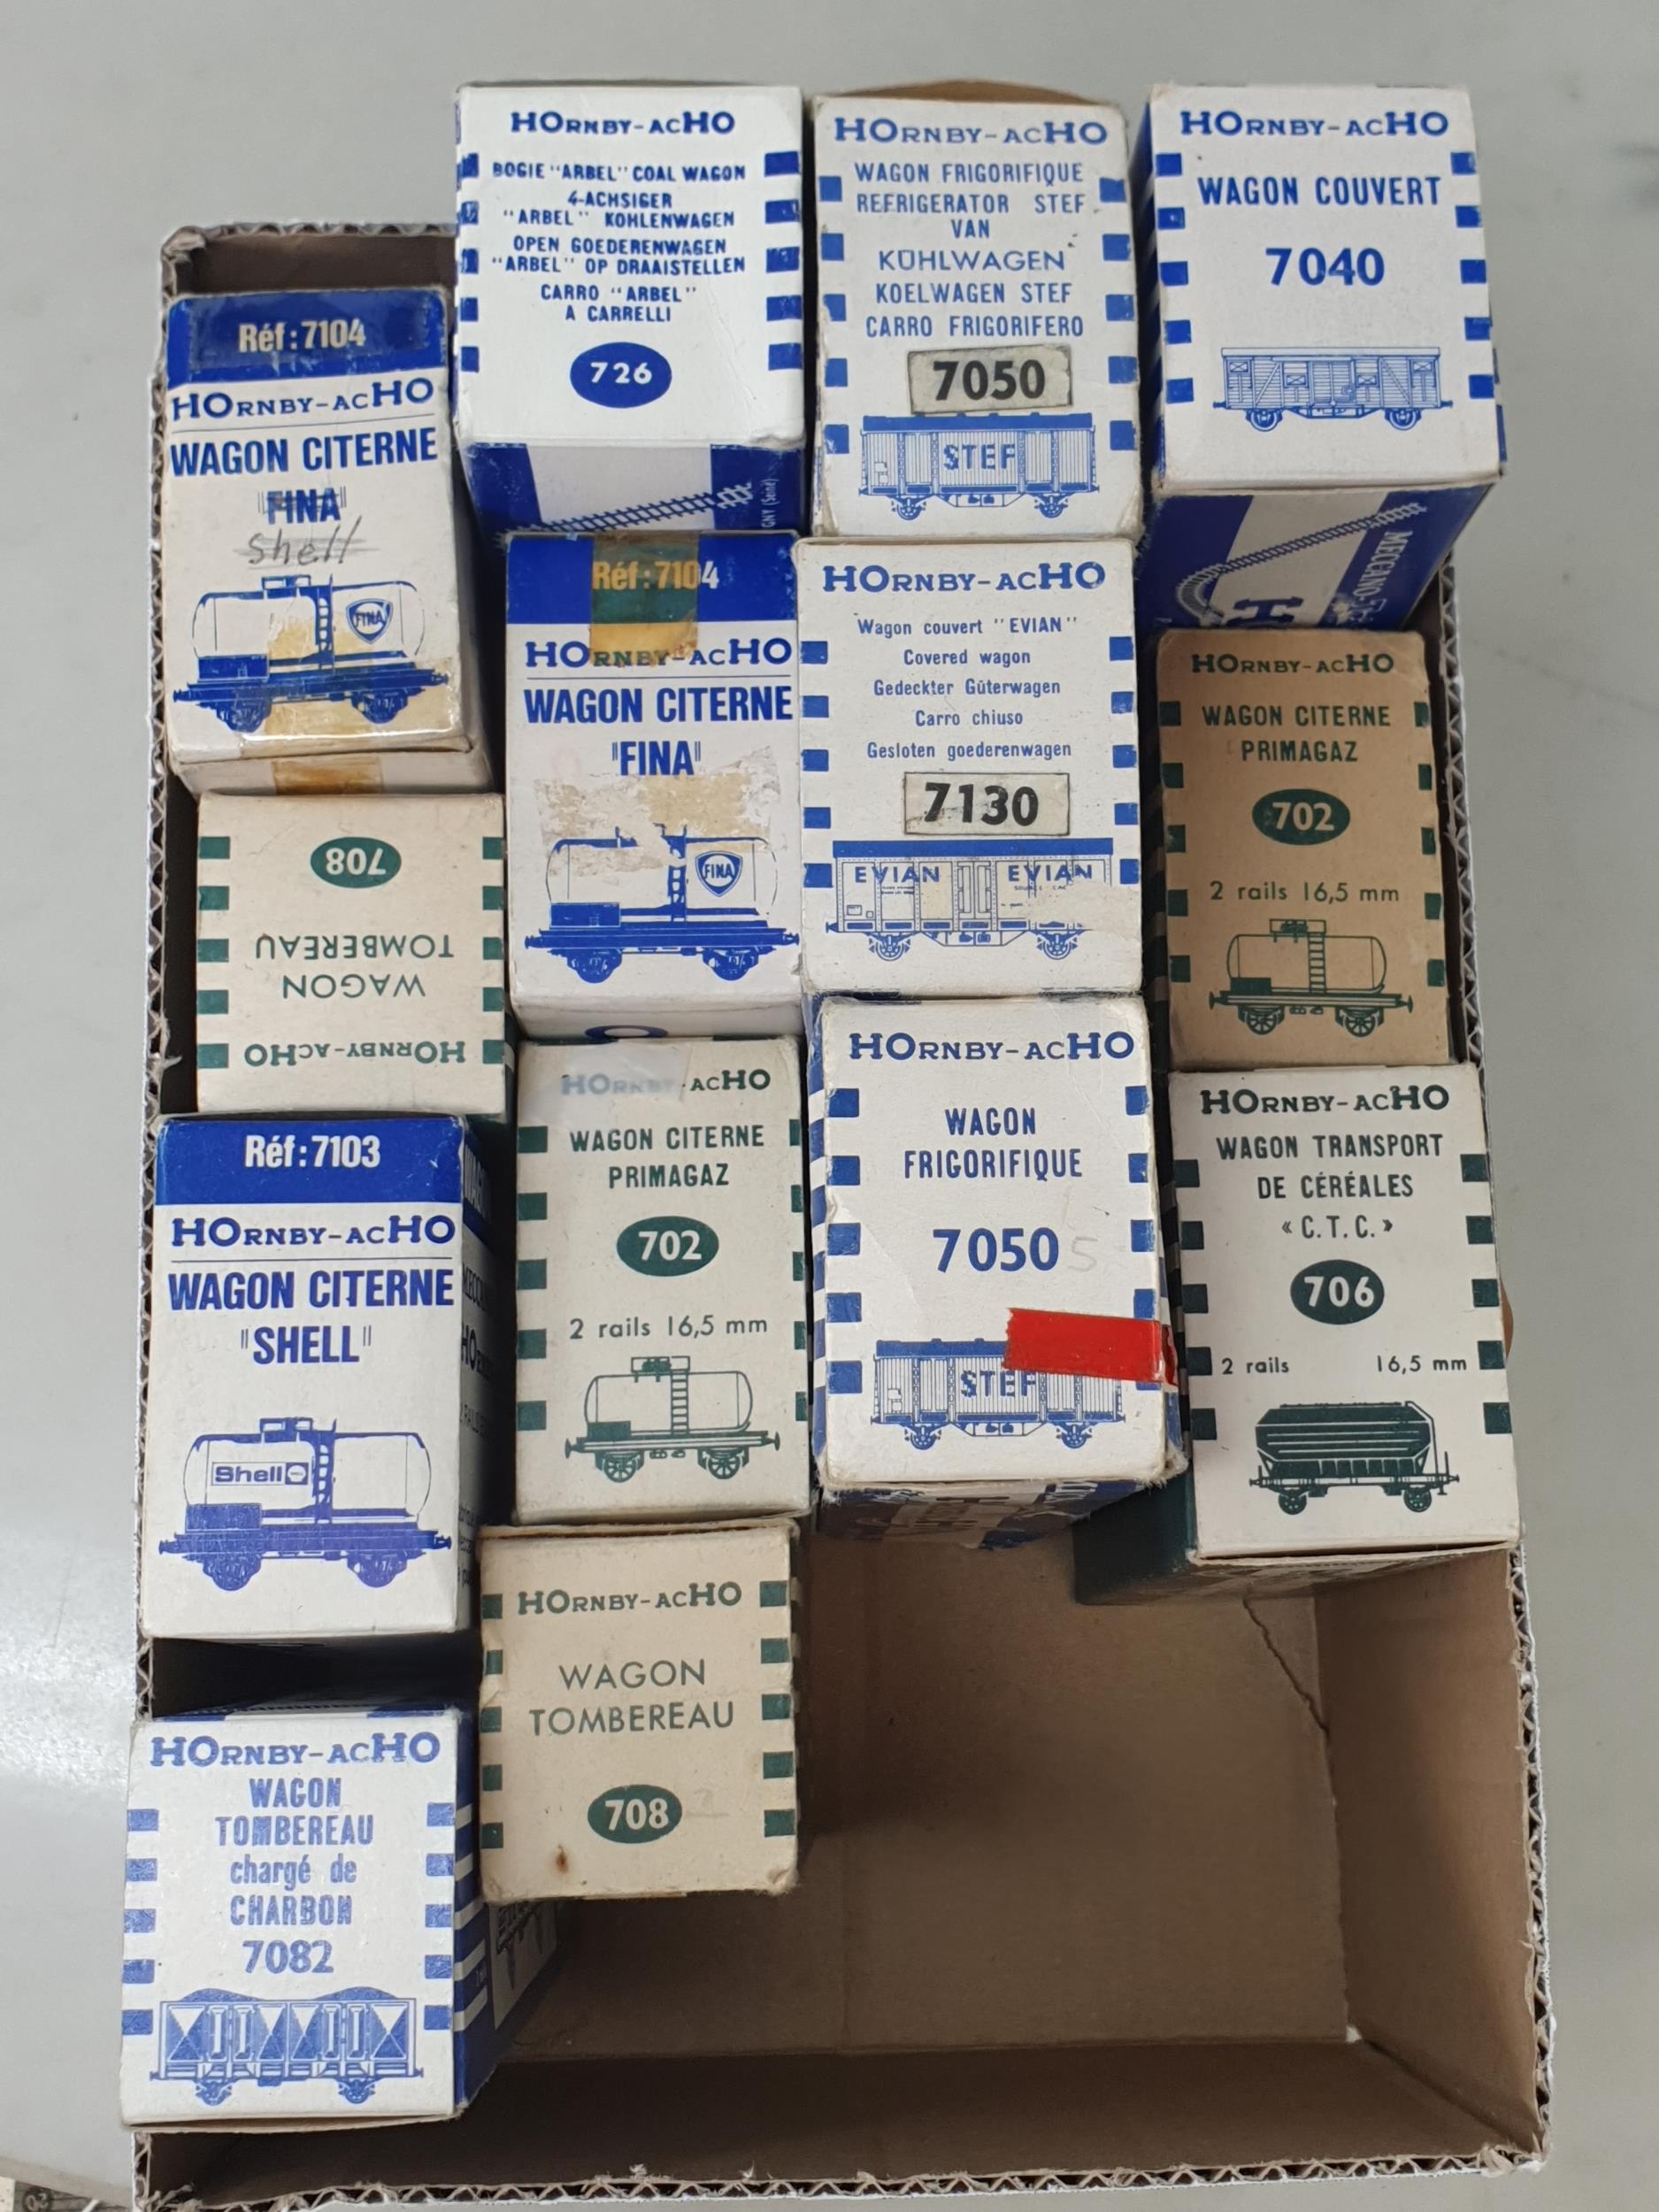 HORNBY-ACHO
BOGIE "ARBEL" COAL WAGON
4-ACHSIGER
"ARBEL" KOHLENWAGEN
OPEN GOEDERENWAGEN
"ARBEL" OP DRAAISTELLEN
CARRO "ARBEL"
A CARRELLI
726
GNY (Seine)
HORNBY-ACHO
WAGON FRIGORIFIQUE
REFRIGERATOR STEF
VAN
KÜHLWAGEN
KOELWAGEN STEF
CARRO FRIGORIFERO
7050
STEF
HORNBY-ACHO
WAGON COUVERT
7040
MECCANO-
Réf:7104
HORNBY-ACHO
WAGON CITERNE
"FINA"
Shell
FINA
Réf:7104
HORNBY-ACHO
WAGON CITERNE
"FINA"
FINA
HORNBY-ACHO
Wagon couvert "EVIAN"
Covered wagon
Gedeckter Güterwagen
Carro chiuso
Gesloten goederenwagen
7130
EVIAN EVIAN
HORNBY-ACHO
WAGON CITERNE
PRIMAGAZ
702
2 rails 16,5 mm
HORNBY-ACHO
WAGON
TOMBEREAU
708
HORNBY-ACHO
WAGON CITERNE
PRIMAGAZ
702
2 rails 16,5 mm
HORNBY-ACHO
WAGON
FRIGORIFIQUE
7050
5
STEF
HORNBY-ACHO
WAGON TRANSPORT
DE CÉRÉALES
« C.T.C. »
706
2 rails 16,5 mm
Réf:7103
HORNBY-ACHO
WAGON CITERNE
"SHELL"
Shell
HORNBY-ACHO
WAGON
TOMBEREAU
708
HORNBY-ACHO
WAGON
TOMBEREAU
chargé de
CHARBON
7082